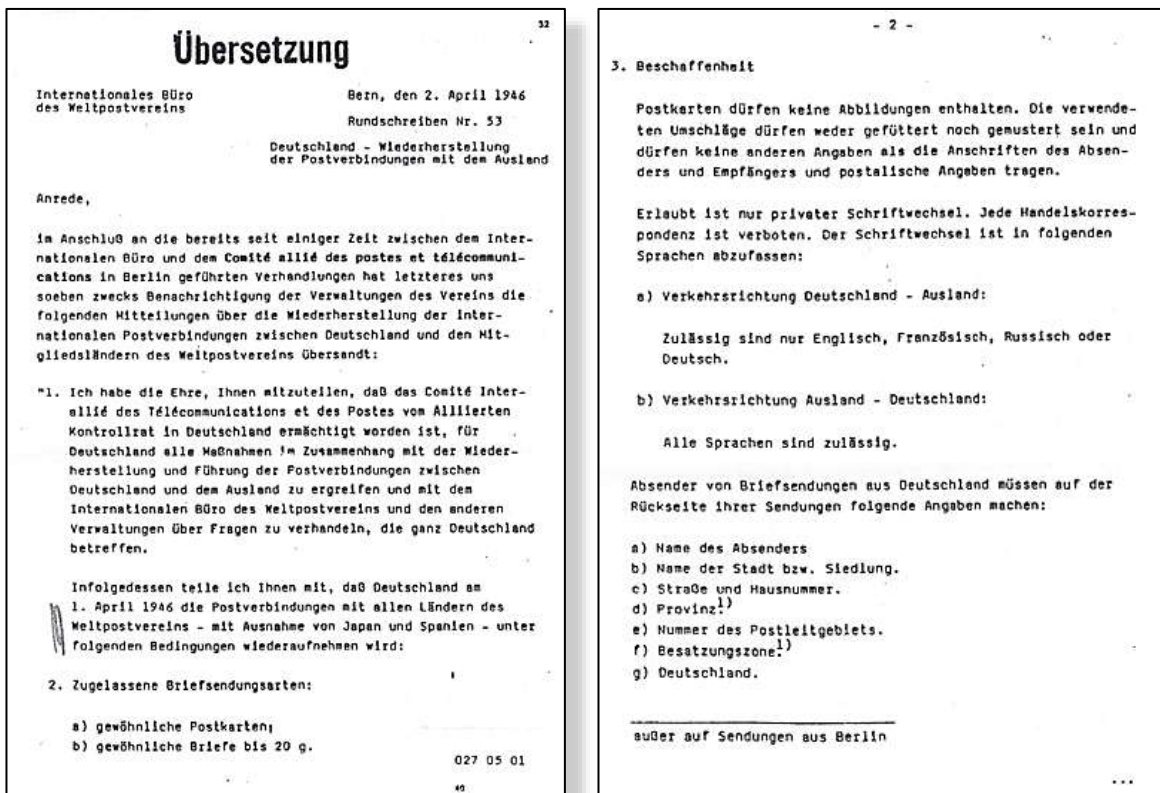 32
Übersetzung
Internationales Büro
des Weltpostvereins
Bern, den 2. April 1946
Rundschreiben Nr. 53
Deutschland - Wiederherstellung
der Postverbindungen mit dem Ausland
Anrede,
im Anschluß an die bereits seit einiger Zeit zwischen dem Inter-
nationalen Büro und dem Comité allié des postes et télécommuni-
cations in Berlin geführten Verhandlungen hat letzteres uns
soeben zwecks Benachrichtigung der Verwaltungen des Vereins die
folgenden Mitteilungen über die Wiederherstellung der inter-
nationalen Postverbindungen zwischen Deutschland und den Mit-
gliedsländern des Weltpostvereins übersandt:
"1. Ich habe die Ehre, Ihnen mitzuteilen, daß das Comité Inter-
allié des Télécommunications et des Postes vom Alliierten
Kontrollrat in Deutschland ermächtigt worden ist, für
Deutschland alle Maßnahmen im Zusammenhang mit der Wieder-
herstellung und Führung der Postverbindungen zwischen
Deutschland und dem Ausland zu ergreifen und mit dem
Internationalen Büro des Weltpostvereins und den anderen
Verwaltungen über Fragen zu verhandeln, die ganz Deutschland
betreffen.
Infolgedessen teile ich Ihnen mit, daß Deutschland am
1. April 1946 die Postverbindungen mit allen Ländern des
Weltpostvereins - mit Ausnahme von Japan und Spanien - unter
folgenden Bedingungen wiederaufnehmen wird:
2. Zugelassene Briefsendungsarten:
a) gewöhnliche Postkarten;
b) gewöhnliche Briefe bis 20 g.
027 05 01
- 2 -
3. Beschaffenheit
Postkarten dürfen keine Abbildungen enthalten. Die verwende-
ten Umschläge dürfen weder gefüttert noch gemustert sein und
dürfen keine anderen Angaben als die Anschriften des Absen-
ders und Empfängers und postalische Angaben tragen.
Erlaubt ist nur privater Schriftwechsel. Jede Handelskorres-
pondenz ist verboten. Der Schriftwechsel ist in folgenden
Sprachen abzufassen:
a) Verkehrsrichtung Deutschland - Ausland:
Zulässig sind nur Englisch, Französisch, Russisch oder
Deutsch.
b) Verkehrsrichtung Ausland - Deutschland:
Alle Sprachen sind zulässig.
Absender von Briefsendungen aus Deutschland müssen auf der
Rückseite ihrer Sendungen folgende Angaben machen:
a) Name des Absenders
b) Name der Stadt bzw. Siedlung.
c) Straße und Hausnummer.
d) Provinz.1)
e) Nummer des Postleitgebiets.
f) Besatzungszone.1)
g) Deutschland.
außer auf Sendungen aus Berlin
...